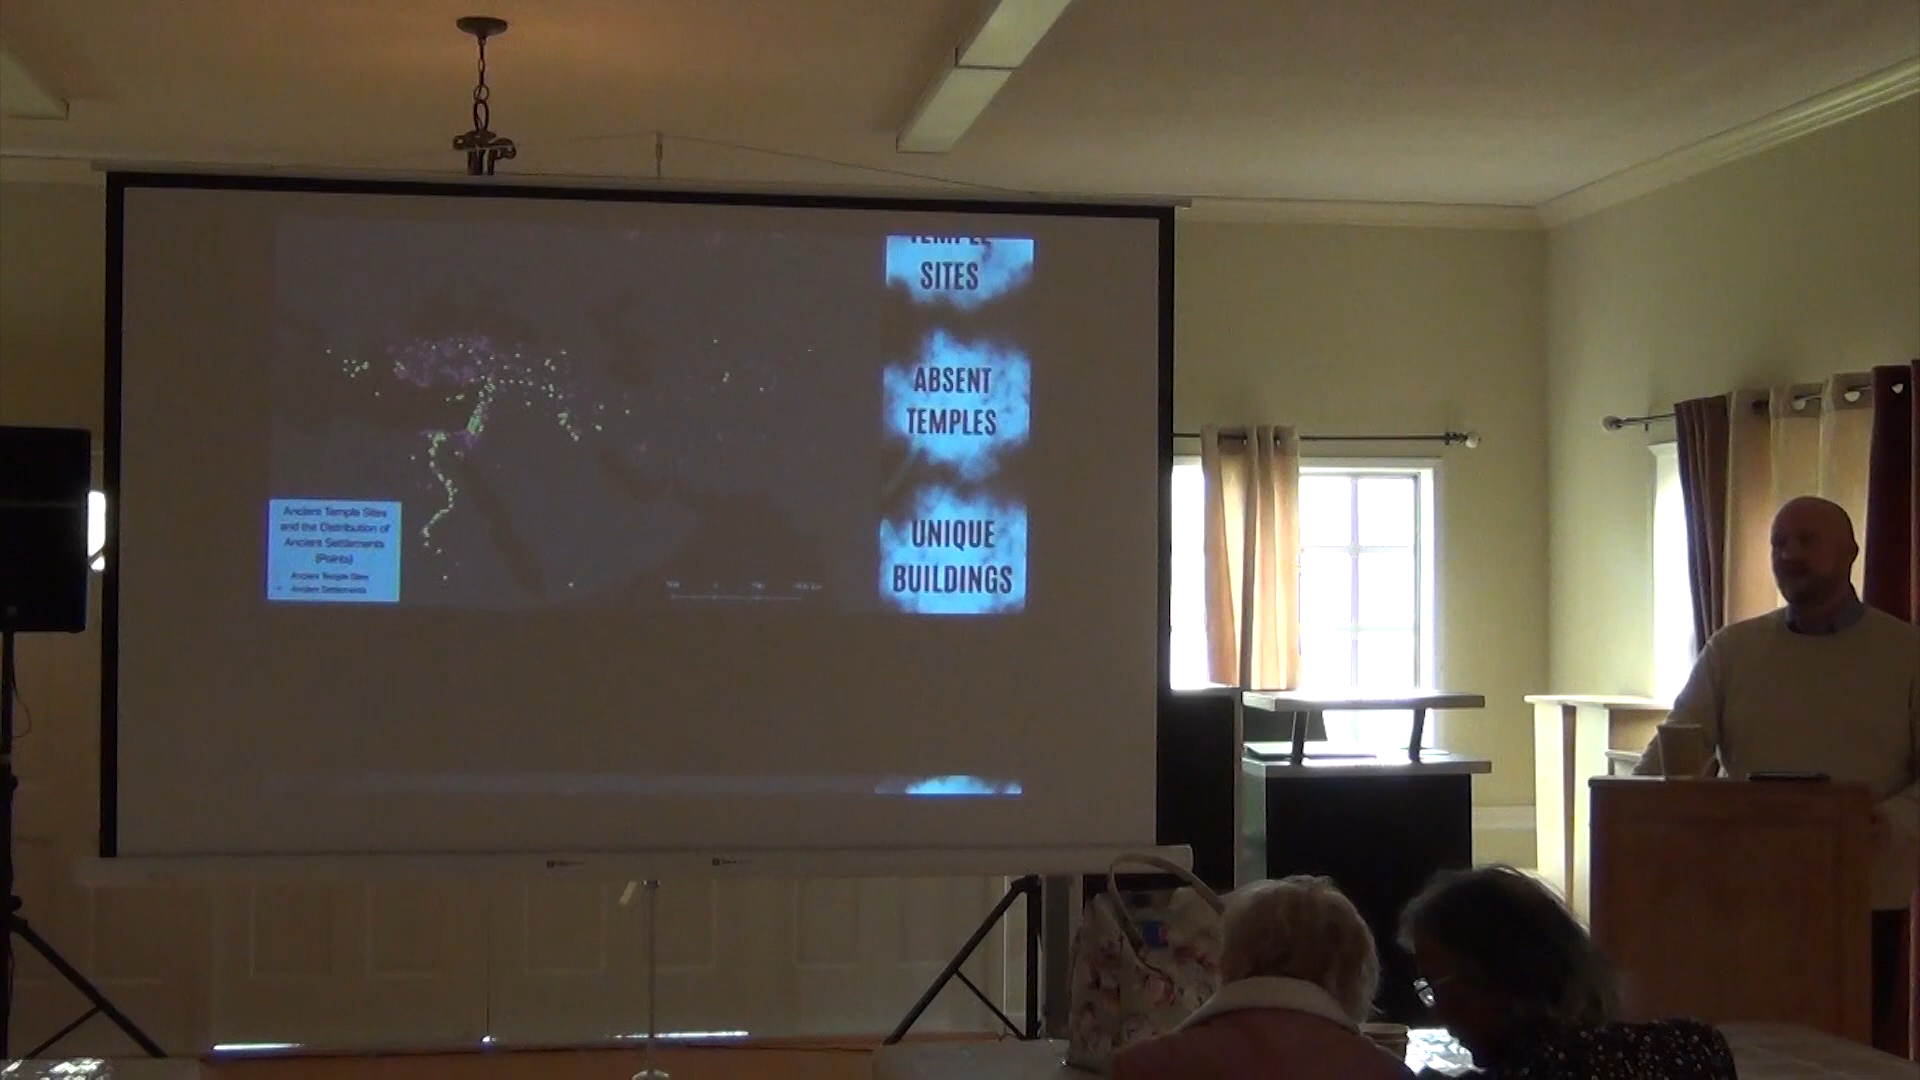 TEMPLE
SITES
ABSENT
TEMPLES
UNIQUE
BUILDINGS
Ancient Temple Sites
and the Distribution of
Ancient Settlements
(Points)
Ancient Temple Sites
Ancient Settlements